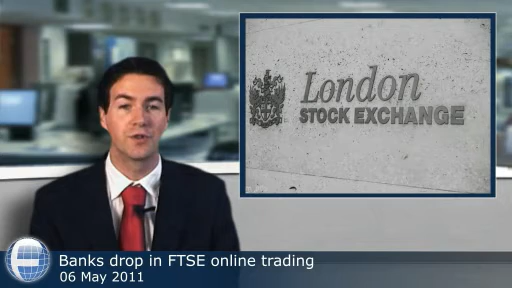 London
STOCK EXCHANGE
Banks drop in FTSE online trading
06 May 2011